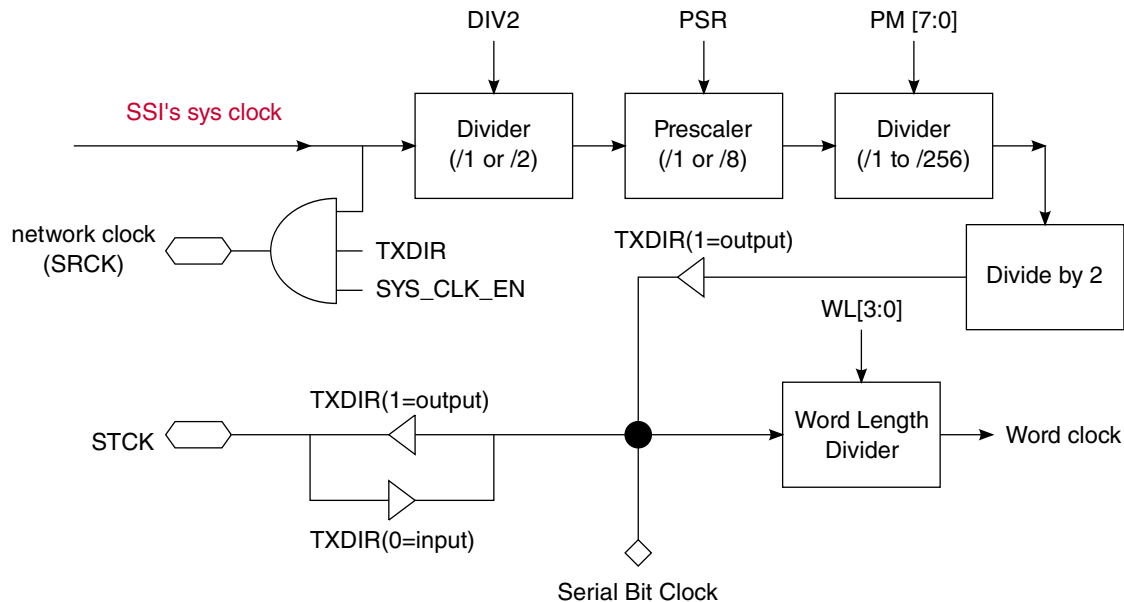 DIV2
PSR
PM [7:0]
SSI's sys clock
Divider
(/1 or /2)
Prescaler
(/1 or /8)
Divider
(/1 to /256)
network clock
(SRCK)
TXDIR
SYS_CLK_EN
TXDIR(1=output)
Divide by 2
WL[3:0]
TXDIR(1=output)
STCK
Word Length
Divider
Word clock
TXDIR(0=input)
Serial Bit Clock